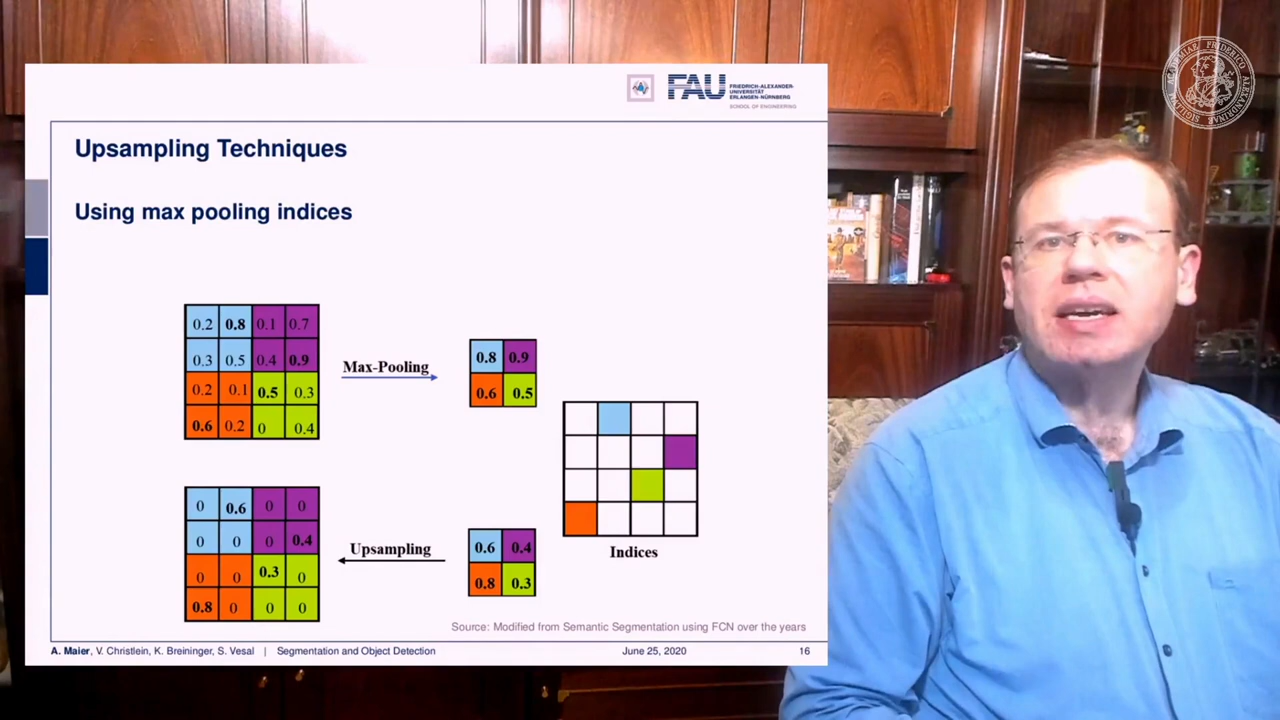 FAU
FRIEDRICH-ALEXANDER-
UNIVERSITÄT
ERLANGEN-NÜRNBERG
SCHOOL OF ENGINEERING
Upsampling Techniques
Using max pooling indices
0.2 0.8 0.1 0.7
0.3 0.5 0.4 0.9
0.2 0.1 0.5 0.3
0.6 0.2 0 0.4
Max-Pooling
0.8 0.9
0.6 0.5
Indices
0 0.6 0 0
0 0 0 0.4
0 0 0.3 0
0.8 0 0 0
Upsampling
0.6 0.4
0.8 0.3
Source: Modified from Semantic Segmentation using FCN over the years
A. Maier, V. Christlein, K. Breininger, S. Vesal | Segmentation and Object Detection June 25, 2020 16